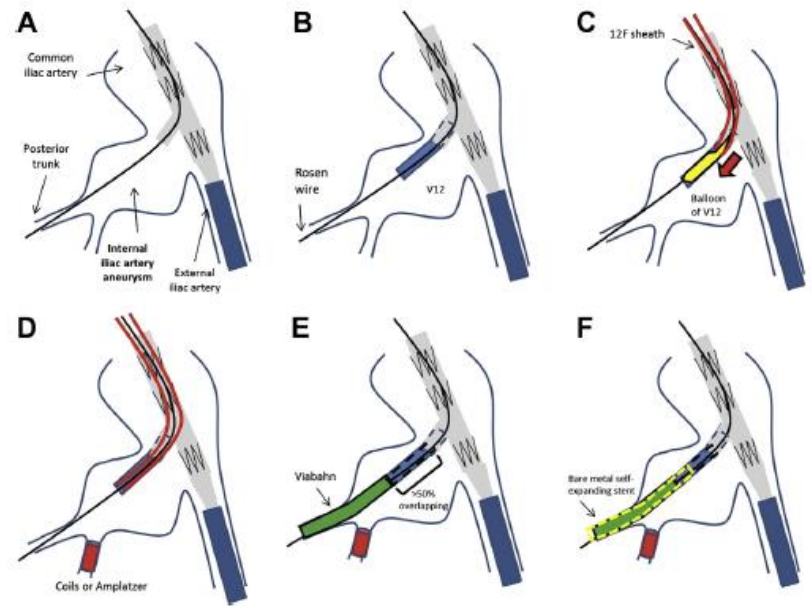 A
Common
iliac artery
Posterior
trunk
Internal
iliac artery
aneurysm
External
iliac artery
B
Rosen
wire
V12
C
12F sheath
Balloon
of V12
D
Coils or Amplatzer
E
Viabahn
>50%
overlapping
F
Bare metal self-
expanding stent